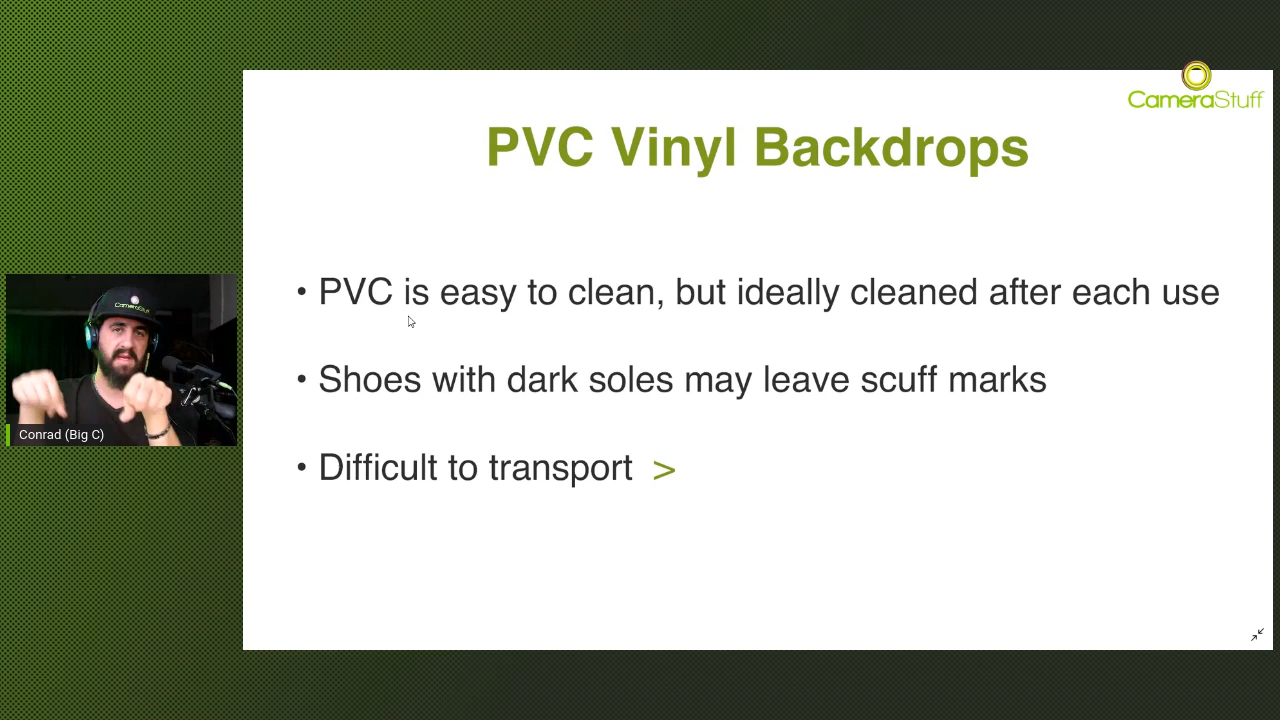 CameraStuff
PVC Vinyl Backdrops
• PVC is easy to clean, but ideally cleaned after each use
• Shoes with dark soles may leave scuff marks
• Difficult to transport >
CameraStuff
Conrad (Big C)